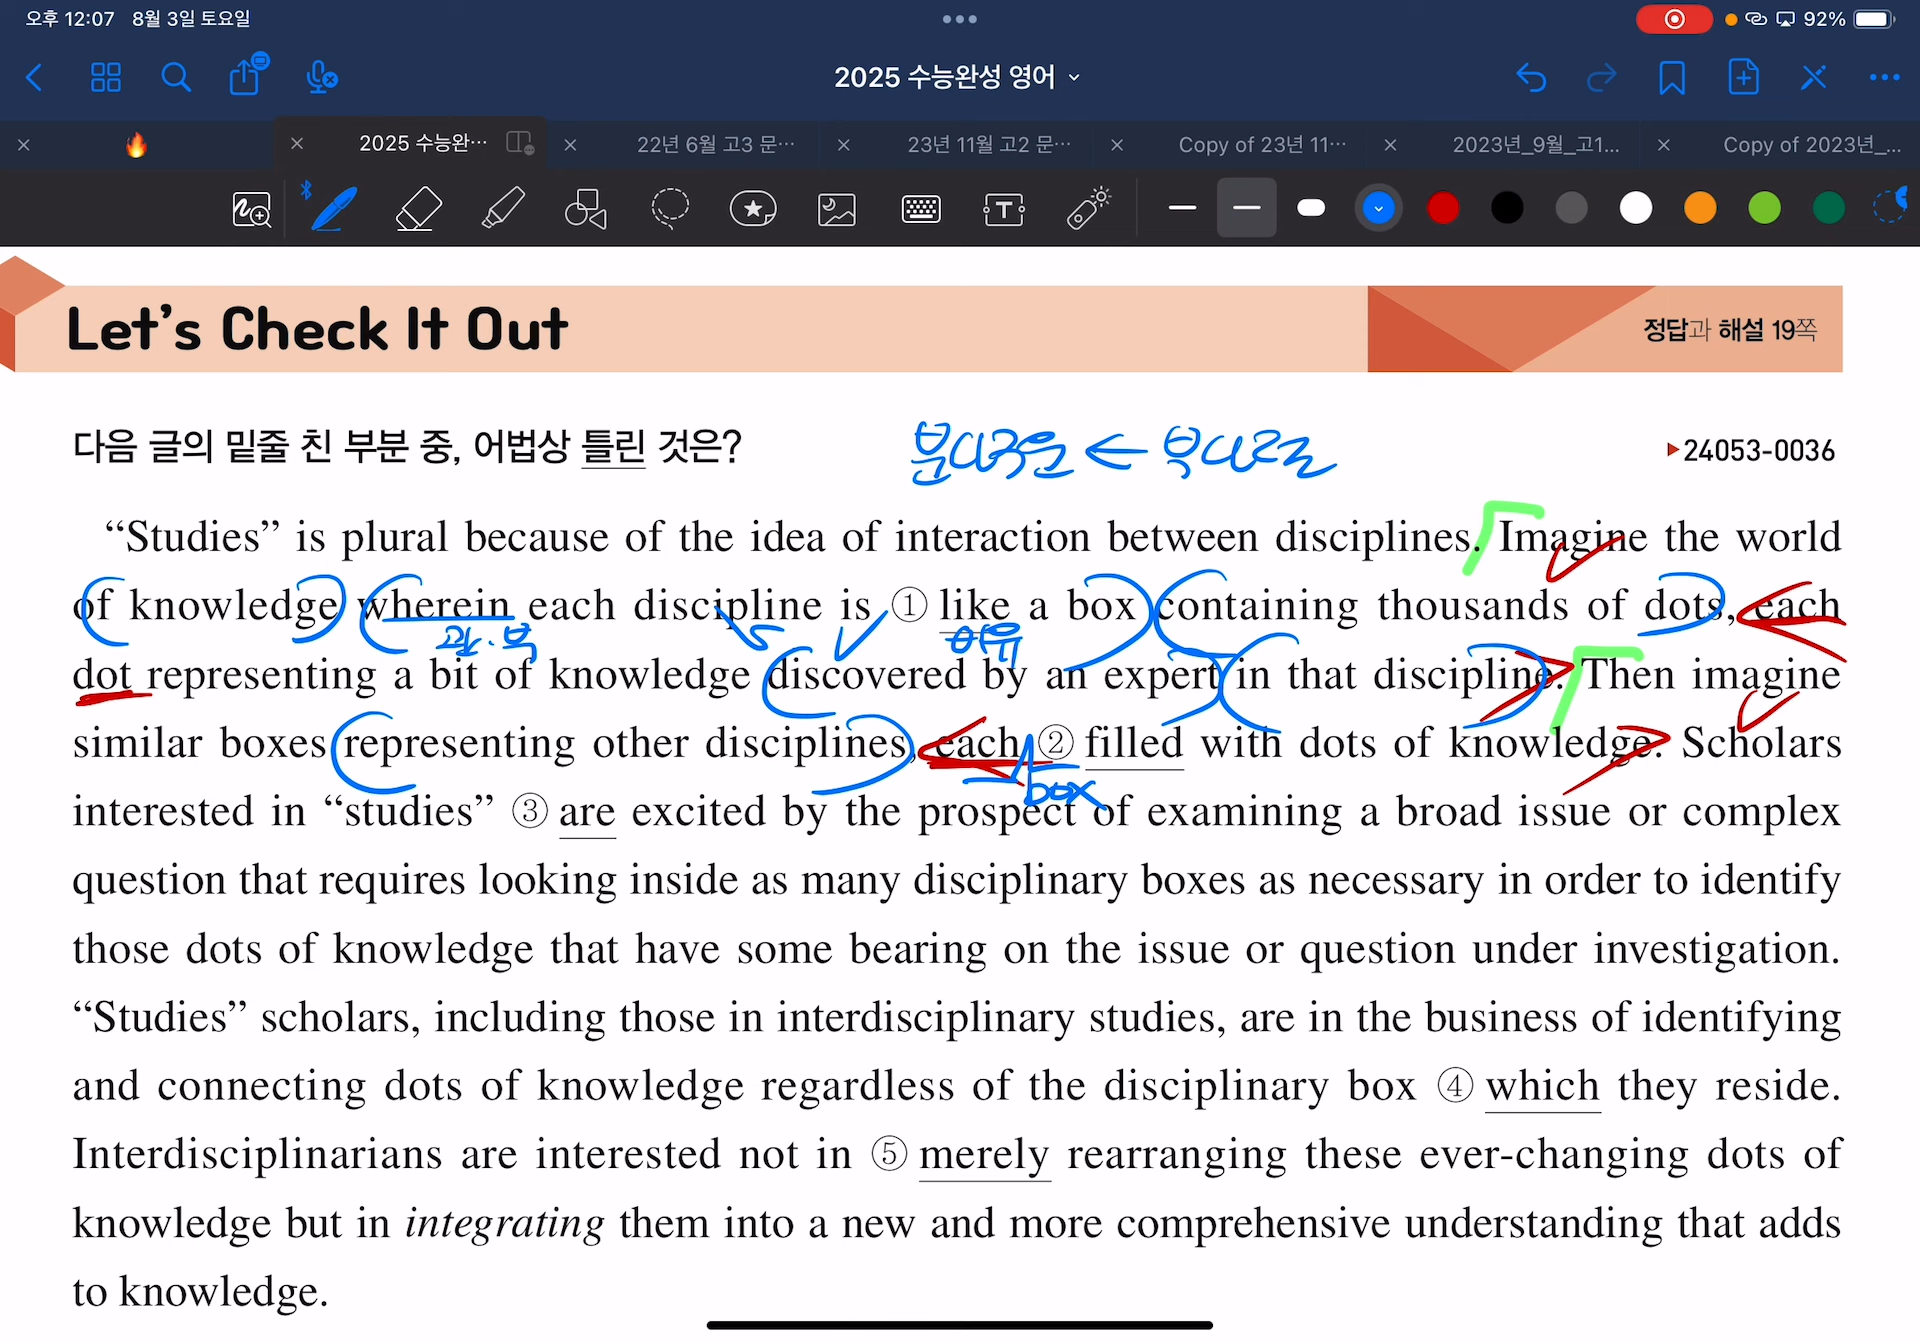 오후 12:07 8월 3일 토요일
92%
2025 수능완성 영어
2025 수능완··· 22년 6월 고3 문··· 23년 11월 고2 문··· Copy of 23년 11··· 2023년_9월_고1... Copy of 2023년_...
Let's Check It Out
정답과 해설 19쪽
다음 글의 밑줄 친 부분 중, 어법상 틀린 것은?
분사구문 ←
▶24053-0036
“Studies” is plural because of the idea of interaction between disciplines. Imagine the world
of knowledge wherein each discipline is ① like a box containing thousands of dots, each
관·부
dot representing a bit of knowledge discovered by an expert in that discipline. Then imagine
similar boxes representing other disciplines, each ② filled with dots of knowledge. Scholars
box
interested in “studies” ③ are excited by the prospect of examining a broad issue or complex
question that requires looking inside as many disciplinary boxes as necessary in order to identify
those dots of knowledge that have some bearing on the issue or question under investigation.
“Studies” scholars, including those in interdisciplinary studies, are in the business of identifying
and connecting dots of knowledge regardless of the disciplinary box ④ which they reside.
Interdisciplinarians are interested not in ⑤ merely rearranging these ever-changing dots of
knowledge but in integrating them into a new and more comprehensive understanding that adds
to knowledge.